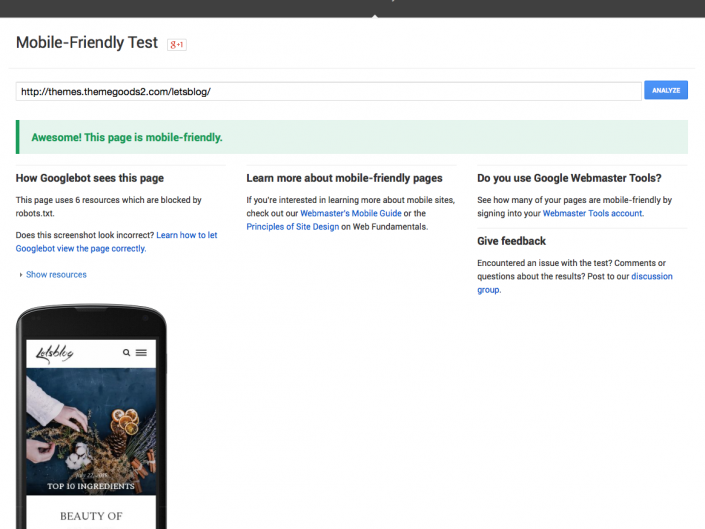 Mobile-Friendly Test
g+1
http://themes.themegoods2.com/letsblog/
ANALYZE
Awesome! This page is mobile-friendly.
How Googlebot sees this page
This page uses 6 resources which are blocked by
robots.txt.
Does this screenshot look incorrect? Learn how to let
Googlebot view the page correctly.
Show resources
Learn more about mobile-friendly pages
If you're interested in learning more about mobile sites,
check out our Webmaster's Mobile Guide or the
Principles of Site Design on Web Fundamentals.
Do you use Google Webmaster Tools?
See how many of your pages are mobile-friendly by
signing into your Webmaster Tools account.
Give feedback
Encountered an issue with the test? Comments or
questions about the results? Post to our discussion
group.
Letsblog
TOP 10 INGREDIENTS
BEAUTY OF